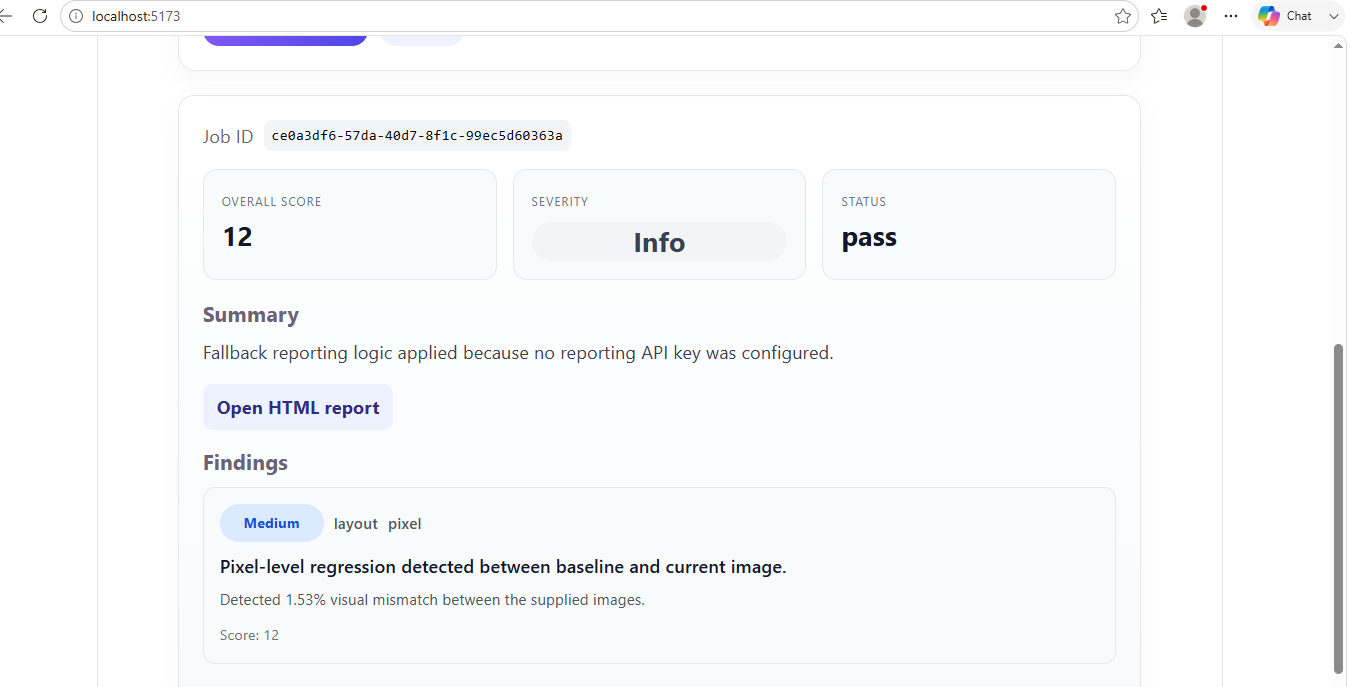 localhost:5173
Chat
Job ID ce0a3df6-57da-40d7-8f1c-99ec5d60363a
OVERALL SCORE
12
SEVERITY
Info
STATUS
pass
Summary
Fallback reporting logic applied because no reporting API key was configured.
Open HTML report
Findings
Medium layout pixel
Pixel-level regression detected between baseline and current image.
Detected 1.53% visual mismatch between the supplied images.
Score: 12